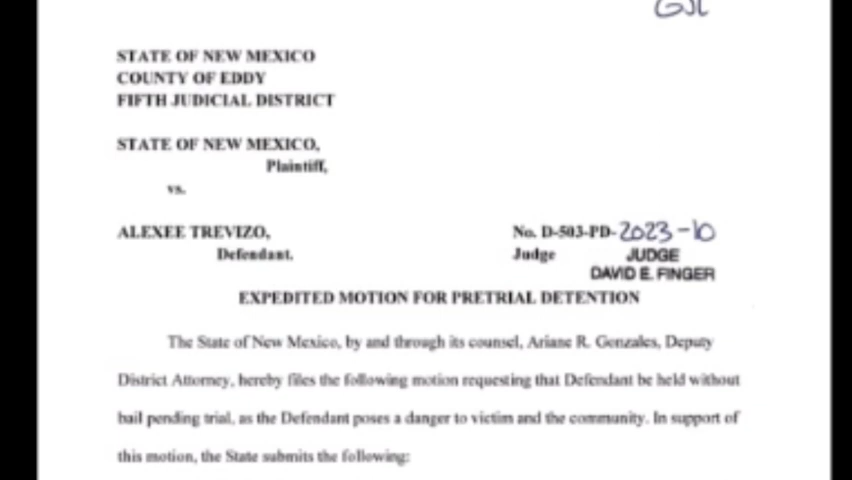 STATE OF NEW MEXICO
COUNTY OF EDDY
FIFTH JUDICIAL DISTRICT
STATE OF NEW MEXICO,
Plaintiff,
vs.
ALEXEE TREVIZO, No. D-503-PD-2023-10
Defendant. Judge JUDGE
DAVID E. FINGER
EXPEDITED MOTION FOR PRETRIAL DETENTION
The State of New Mexico, by and through its counsel, Ariane R. Gonzales, Deputy
District Attorney, hereby files the following motion requesting that Defendant be held without
bail pending trial, as the Defendant poses a danger to victim and the community. In support of
this motion, the State submits the following: